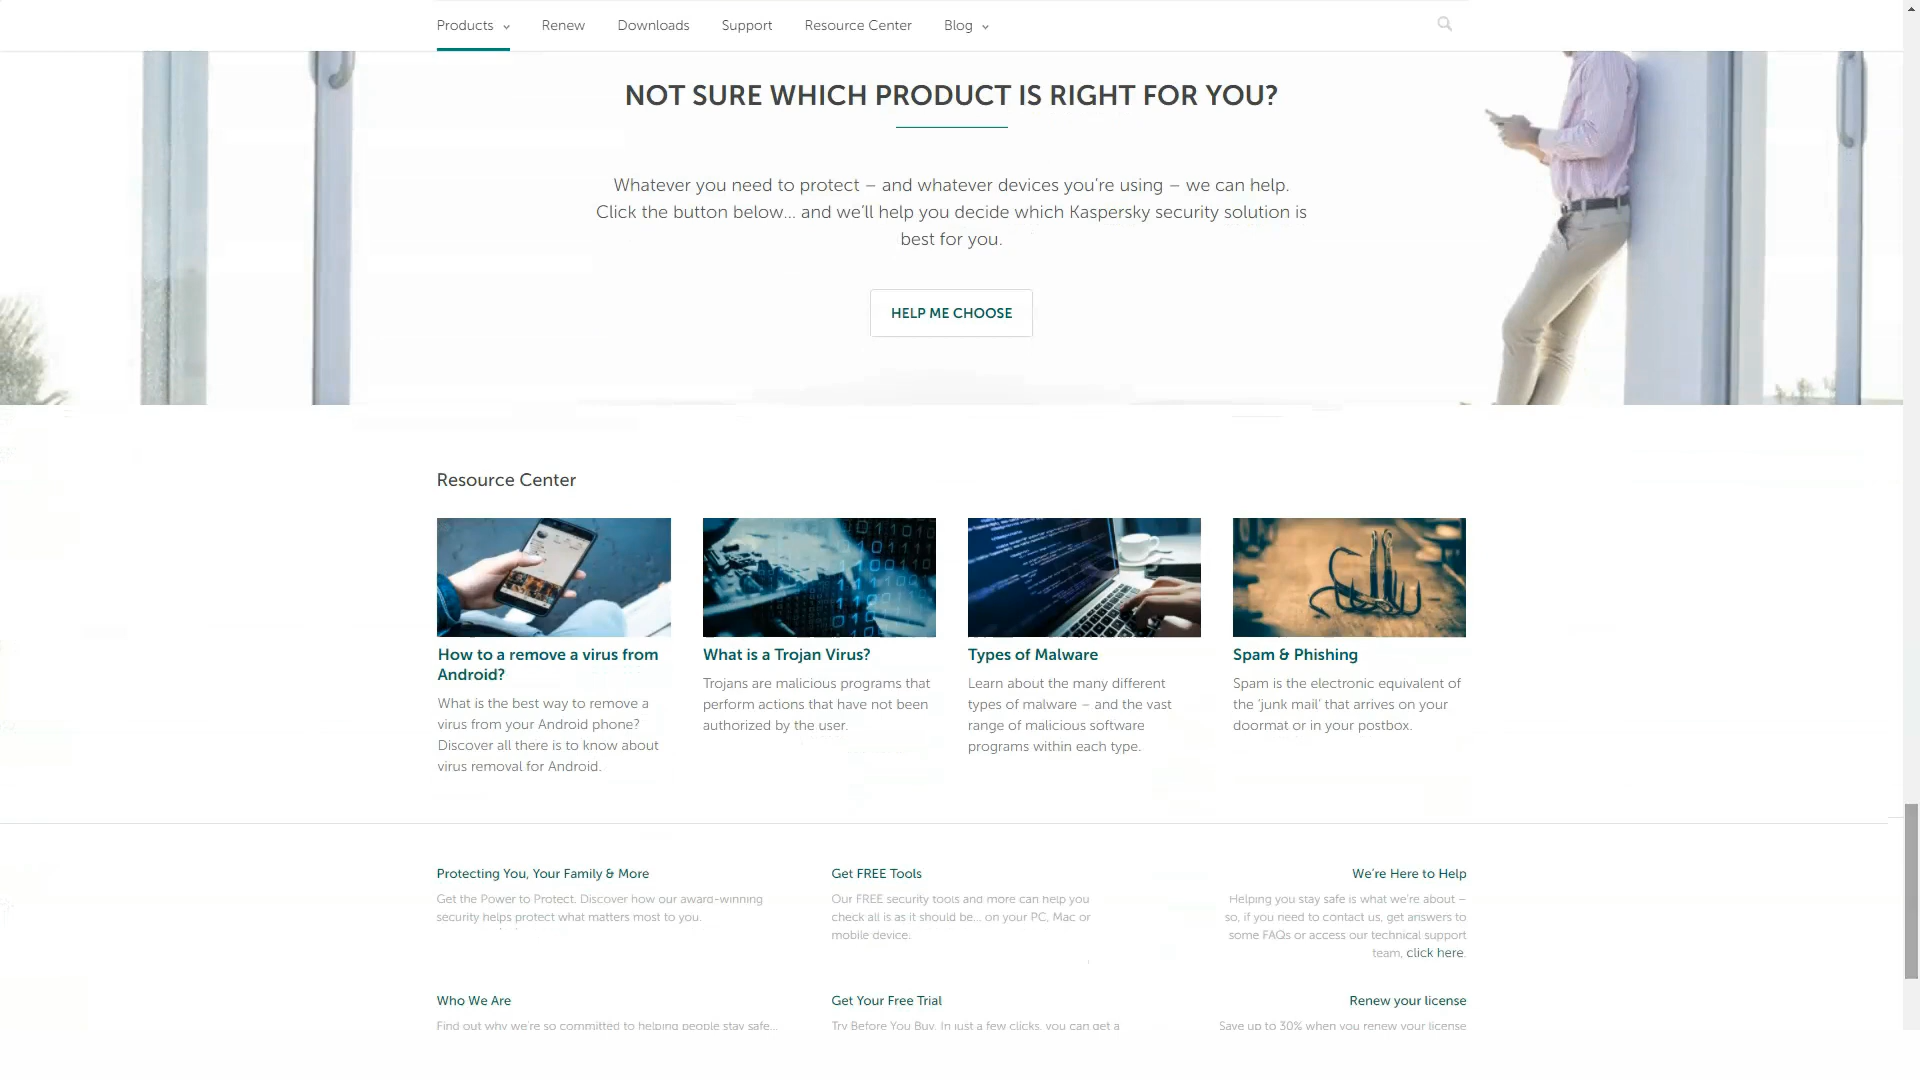 Products
Renew
Downloads
Support
Resource Center
Blog
NOT SURE WHICH PRODUCT IS RIGHT FOR YOU?
Whatever you need to protect – and whatever devices you're using – we can help.
Click the button below... and we'll help you decide which Kaspersky security solution is
best for you.
HELP ME CHOOSE
Resource Center
How to a remove a virus from
Android?
What is the best way to remove a
virus from your Android phone?
Discover all there is to know about
virus removal for Android.
What is a Trojan Virus?
Trojans are malicious programs that
perform actions that have not been
authorized by the user.
Types of Malware
Learn about the many different
types of malware – and the vast
range of malicious software
programs within each type.
Spam & Phishing
Spam is the electronic equivalent of
the 'junk mail' that arrives on your
doormat or in your postbox.
Protecting You, Your Family & More
Get the Power to Protect. Discover how our award-winning
security helps protect what matters most to you.
Get FREE Tools
Our FREE security tools and more can help you
check all is as it should be... on your PC, Mac or
mobile device.
We're Here to Help
Helping you stay safe is what we're about –
so, if you need to contact us, get answers to
some FAQs or access our technical support
team, click here.
Who We Are
Find out why we're so committed to helping people stay safe...
Get Your Free Trial
Try Before You Buy. In just a few clicks, you can get a
Renew your license
Save up to 30% when you renew your license